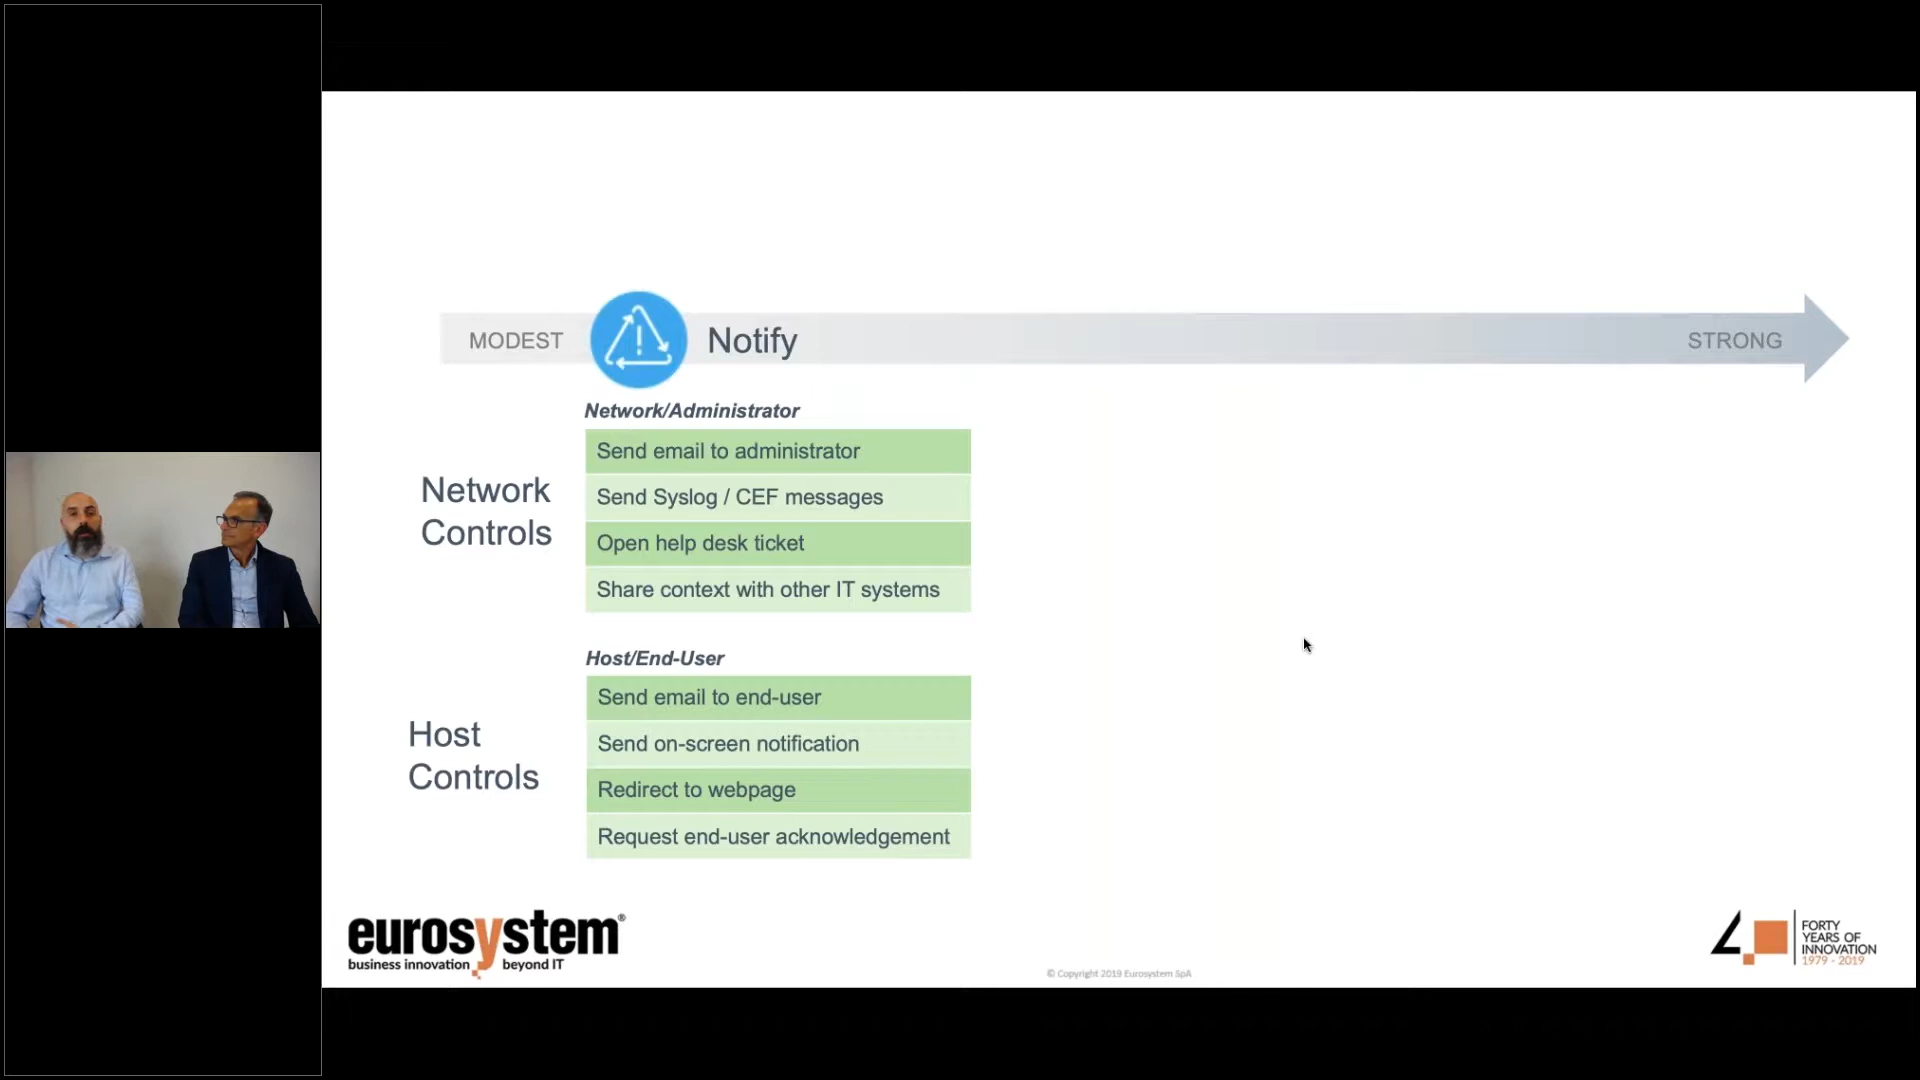 MODEST
Notify
STRONG
Network/Administrator
Network
Controls
Send email to administrator
Send Syslog / CEF messages
Open help desk ticket
Share context with other IT systems
Host/End-User
Host
Controls
Send email to end-user
Send on-screen notification
Redirect to webpage
Request end-user acknowledgement
eurosystem®
business innovation beyond IT
© Copyright 2019 Eurosystem SpA
40
FORTY
YEARS OF
INNOVATION
1979 - 2019